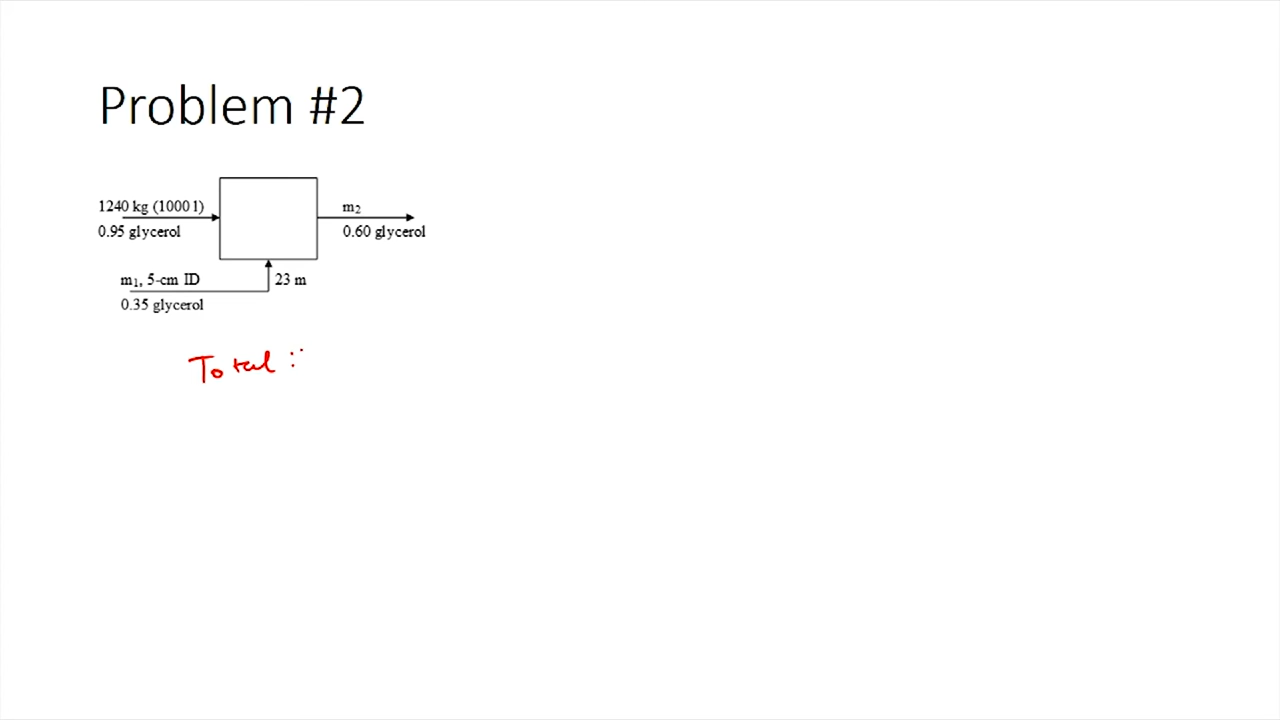 Problem #2
1240 kg (1000 l)
0.95 glycerol
m2
0.60 glycerol
m1, 5-cm ID
0.35 glycerol
23 m
Total :